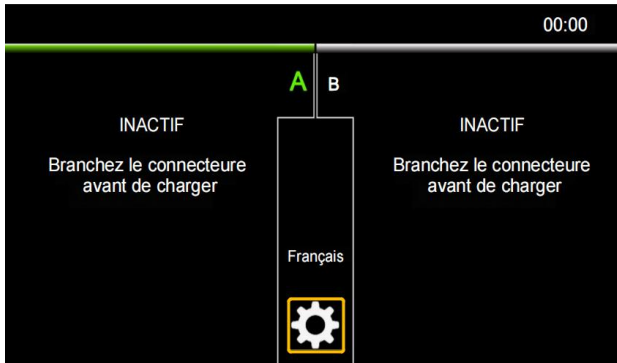 00:00
A
B
INACTIF
Branchez le connecteure
avant de charger
INACTIF
Branchez le connecteure
avant de charger
Français